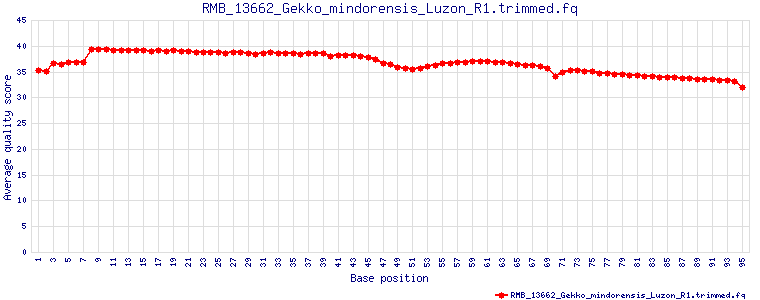 RMB_13662_Gekko_mindorensis_Luzon_R1.trimmed.fq
45
40
35
30
25
20
15
10
5
0
Average quality score
1 3 5 7 9 11 13 15 17 19 21 23 25 27 29 31 33 35 37 39 41 43 45 47 49 51 53 55 57 59 61 63 65 67 69 71 73 75 77 79 81 83 85 87 89 91 93 95
Base position
RMB_13662_Gekko_mindorensis_Luzon_R1.trimmed.fq